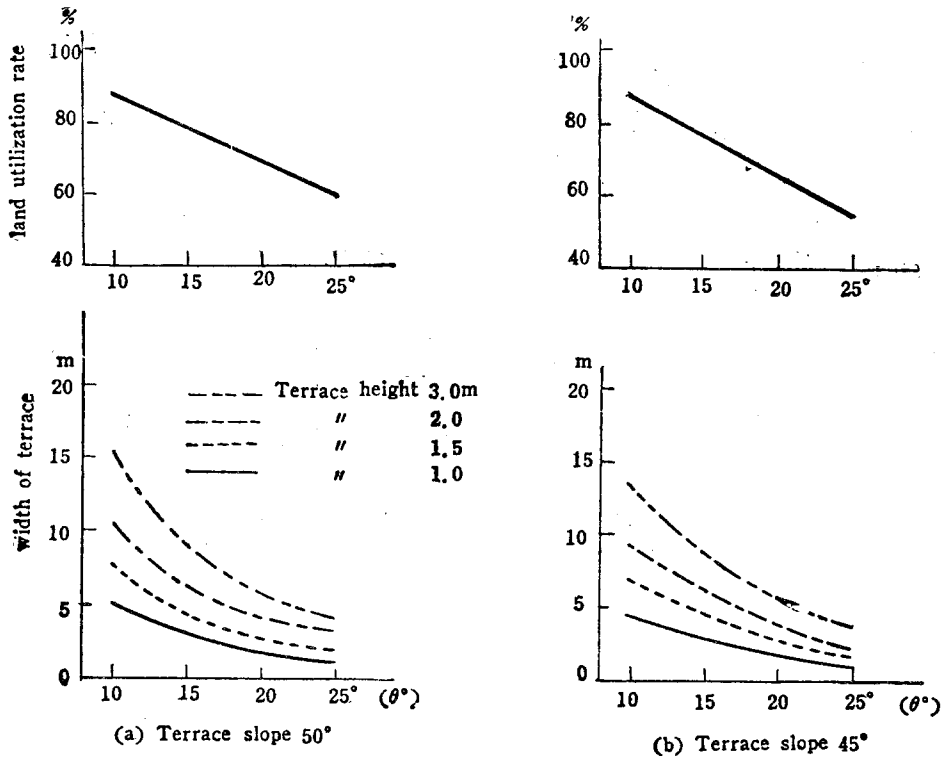 %
land utilization rate
100
80
60
40
10 15 20 25°
'%
100
80
60
40
10 15 20 25°
m
width of terrace
20
15
10
5
0
Terrace height 3.0m
〃 2.0
〃 1.5
〃 1.0
10 15 20 25° (θ°)
(a) Terrace slope 50°
m
20
15
10
5
0
10 15 20 25° (θ°)
(b) Terrace slope 45°